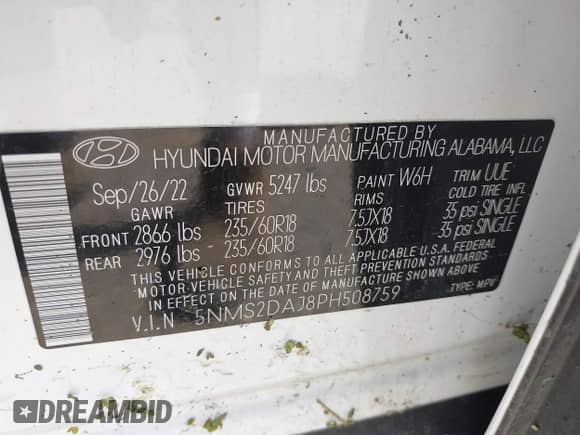 MANUFACTURED BY
HYUNDAI MOTOR MANUFACTURING ALABAMA, LLC
Sep/26/22 GVWR 5247 lbs PAINT W6H TRIM UUE
GAWR TIRES RIMS COLD TIRE INFL
FRONT 2866 lbs 235/60R18 7.5JX18 35 psi SINGLE
REAR 2976 lbs 235/60R18 7.5JX18 35 psi SINGLE
THIS VEHICLE CONFORMS TO ALL APPLICABLE U.S.A. FEDERAL
MOTOR VEHICLE SAFETY AND THEFT PREVENTION STANDARDS
IN EFFECT ON THE DATE OF MANUFACTURE SHOWN ABOVE.
V.I.N 5NMS2DAJ8PH508759 TYPE: MPV
DREAMBID